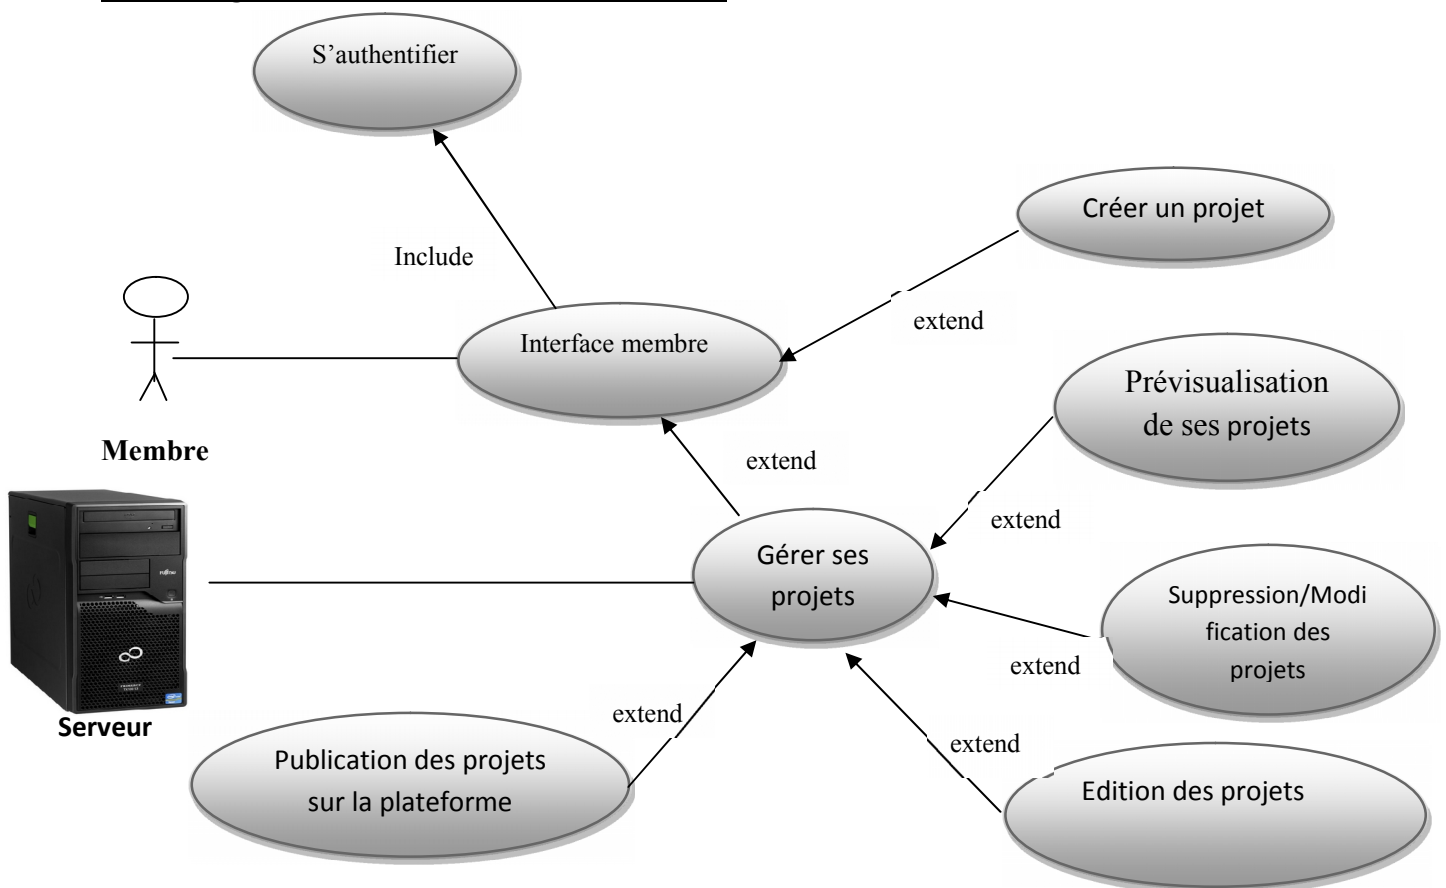 S’authentifier
Créer un projet
Include
extend
Interface membre
Prévisualisation
de ses projets
Membre
extend
extend
Gérer ses
projets
Suppression/Modi
fication des
projets
extend
FUJITSU
Serveur
extend
extend
Publication des projets
sur la plateforme
Edition des projets